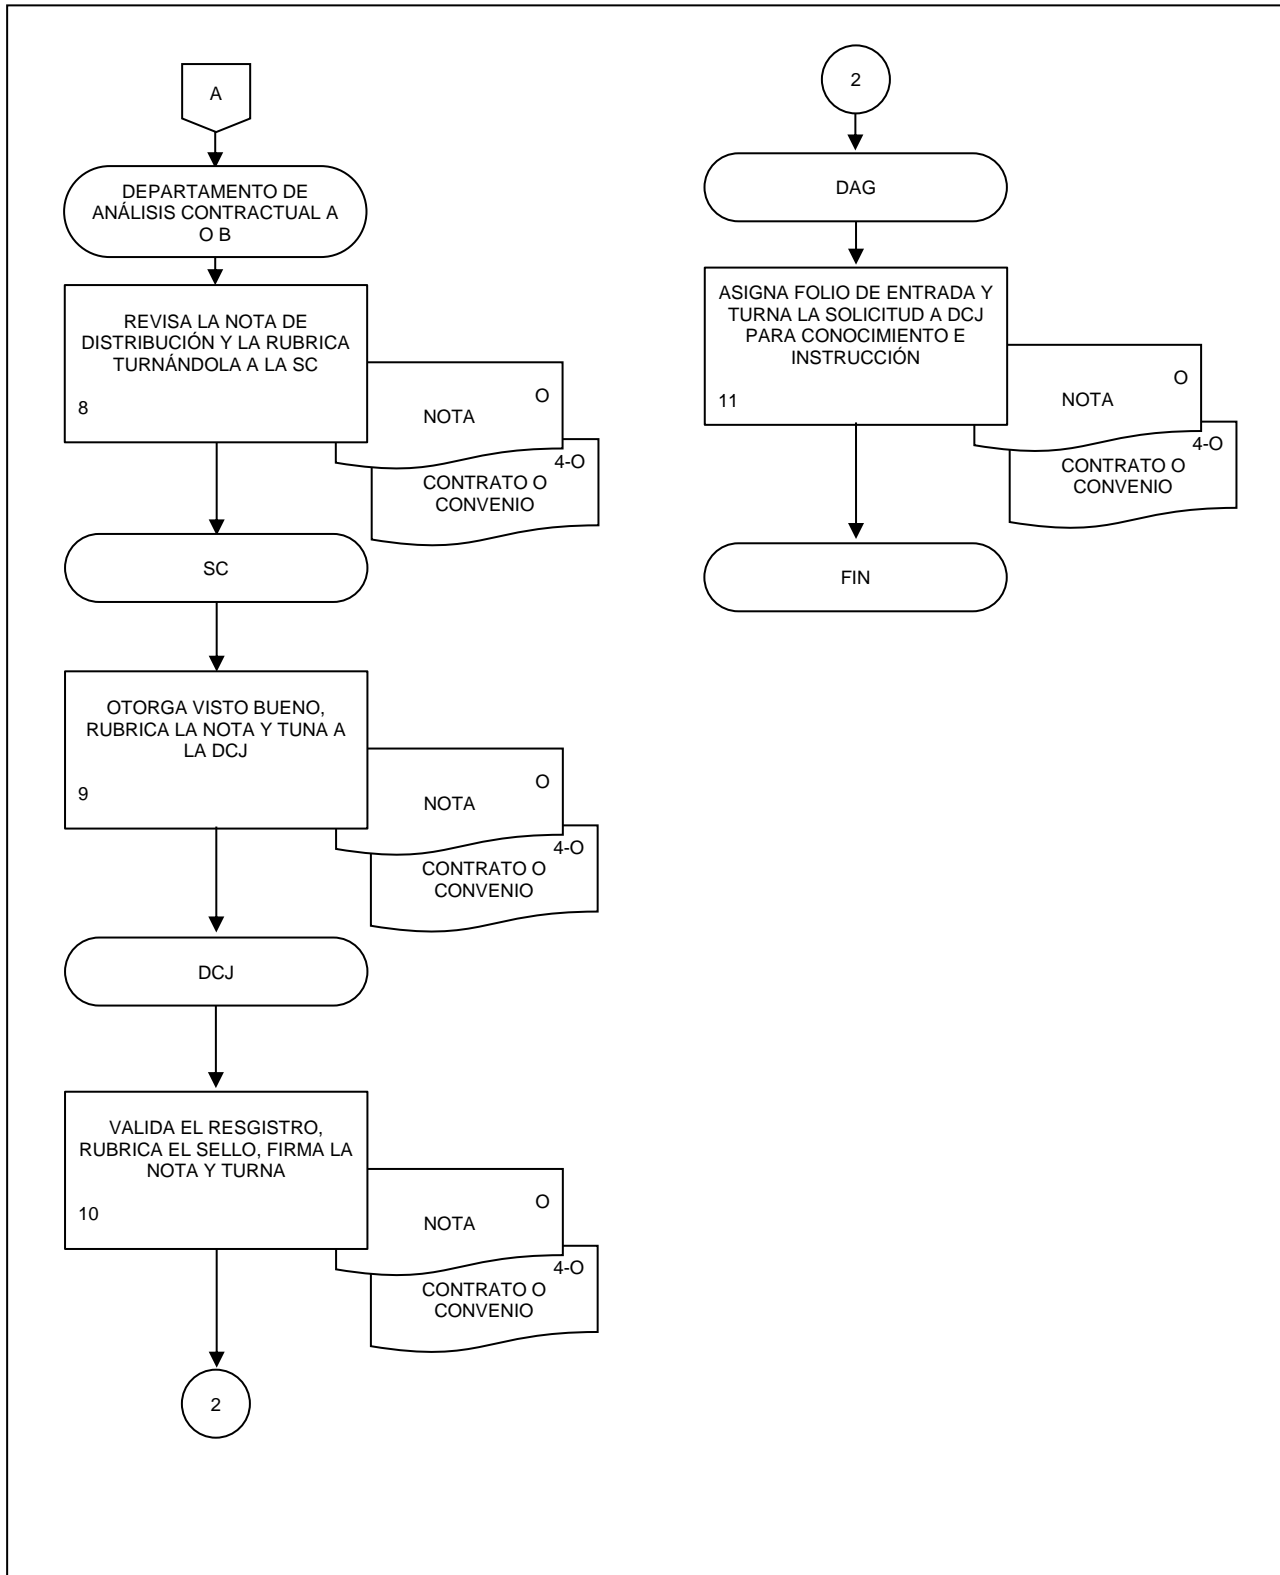 A
DEPARTAMENTO DE
ANÁLISIS CONTRACTUAL A
O B
REVISA LA NOTA DE
DISTRIBUCIÓN Y LA RUBRICA
TURNÁNDOLA A LA SC
8
O
NOTA
4-O
CONTRATO O
CONVENIO
SC
OTORGA VISTO BUENO,
RUBRICA LA NOTA Y TUNA A
LA DCJ
9
O
NOTA
4-O
CONTRATO O
CONVENIO
DCJ
VALIDA EL RESGISTRO,
RUBRICA EL SELLO, FIRMA LA
NOTA Y TURNA
10
O
NOTA
4-O
CONTRATO O
CONVENIO
2
2
DAG
ASIGNA FOLIO DE ENTRADA Y
TURNA LA SOLICITUD A DCJ
PARA CONOCIMIENTO E
INSTRUCCIÓN
11
O
NOTA
4-O
CONTRATO O
CONVENIO
FIN